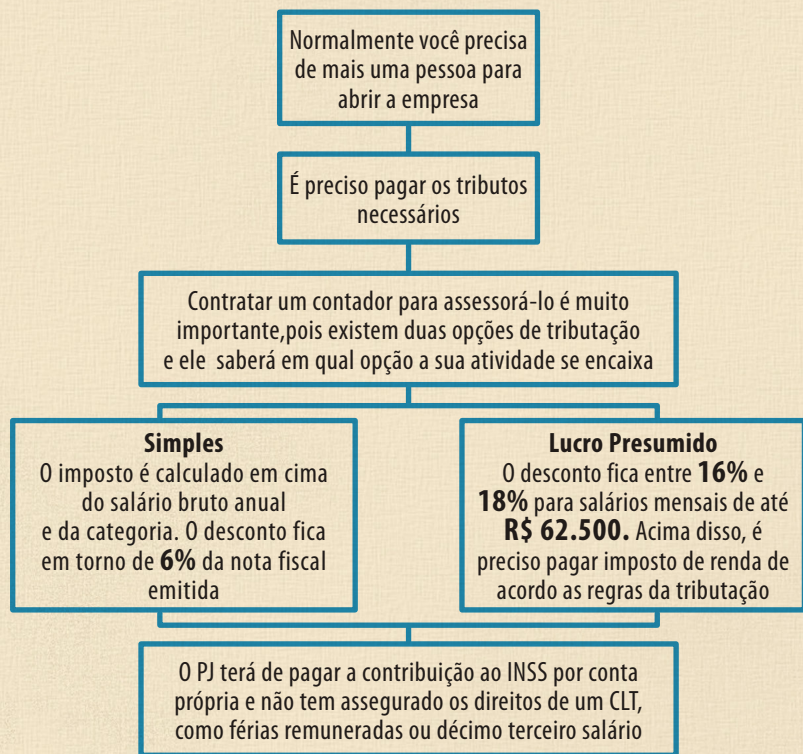 Normalmente você precisa
de mais uma pessoa para
abrir a empresa
É preciso pagar os tributos
necessários
Contratar um contador para assessorá-lo é muito
importante,pois existem duas opções de tributação
e ele saberá em qual opção a sua atividade se encaixa
Simples
O imposto é calculado em cima
do salário bruto anual
e da categoria. O desconto fica
em torno de 6% da nota fiscal
emitida
Lucro Presumido
O desconto fica entre 16% e
18% para salários mensais de até
R$ 62.500. Acima disso, é
preciso pagar imposto de renda de
acordo as regras da tributação
O PJ terá de pagar a contribuição ao INSS por conta
própria e não tem assegurado os direitos de um CLT,
como férias remuneradas ou décimo terceiro salário